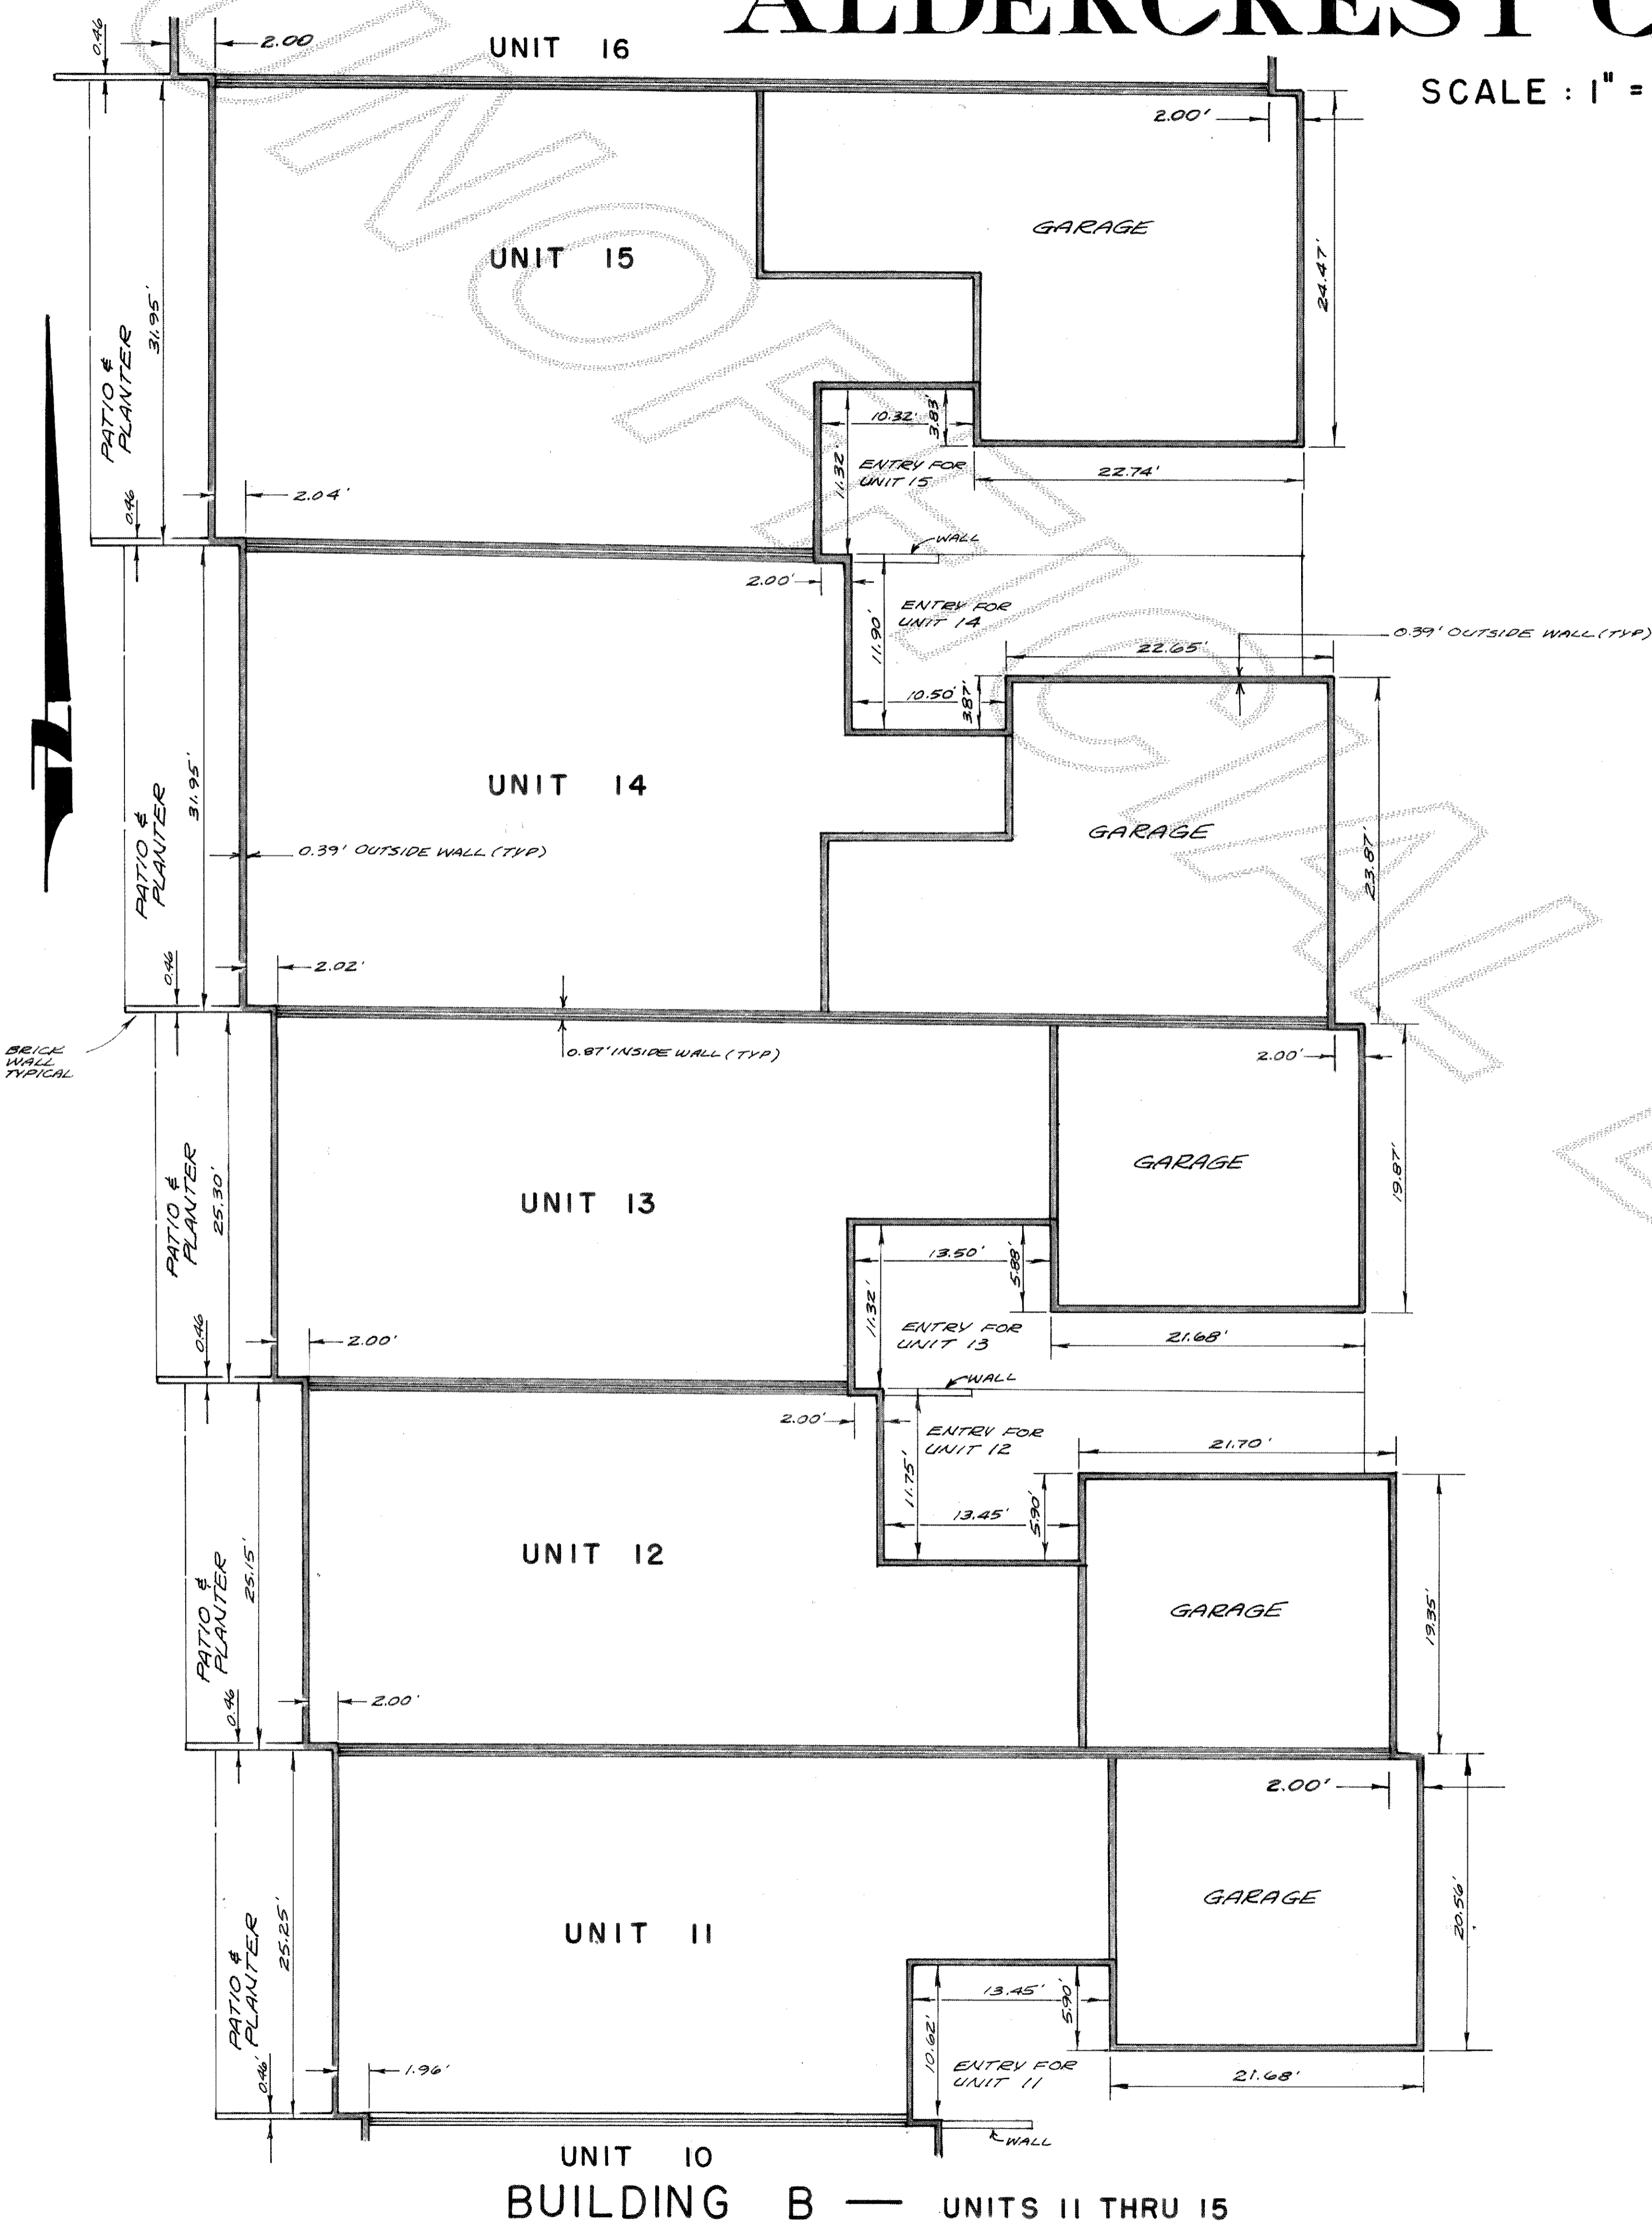 ALDERCREST C
SCALE : 1" =
0.46
2.00
UNIT 16
2.00'
GARAGE
24.47'
UNIT 15
31.95'
PATIO &
PLANTER
0.46
2.04'
10.32'
3.83'
11.32'
ENTRY FOR
UNIT 15
22.74'
WALL
2.00'
ENTRY FOR
UNIT 14
11.90'
0.39' OUTSIDE WALL (TYP)
22.65'
10.50'
3.87'
UNIT 14
GARAGE
23.87'
31.95'
PATIO &
PLANTER
0.39' OUTSIDE WALL (TYP)
0.46
2.02'
BRICK
WALL
TYPICAL
0.87' INSIDE WALL (TYP)
2.00'
GARAGE
19.87'
UNIT 13
PATIO &
PLANTER
25.30'
13.50'
5.88'
11.32'
0.46
2.00'
ENTRY FOR
UNIT 13
21.68'
WALL
2.00'
ENTRY FOR
UNIT 12
21.70'
11.75'
13.45'
5.90'
UNIT 12
GARAGE
19.35'
PATIO &
PLANTER
25.15'
0.46
2.00'
2.00'
GARAGE
20.56'
UNIT 11
PATIO &
PLANTER
25.25'
13.45'
5.90'
10.62'
0.46'
1.96'
ENTRY FOR
UNIT 11
21.68'
WALL
UNIT 10
BUILDING B — UNITS 11 THRU 15
UNOFFICIAL